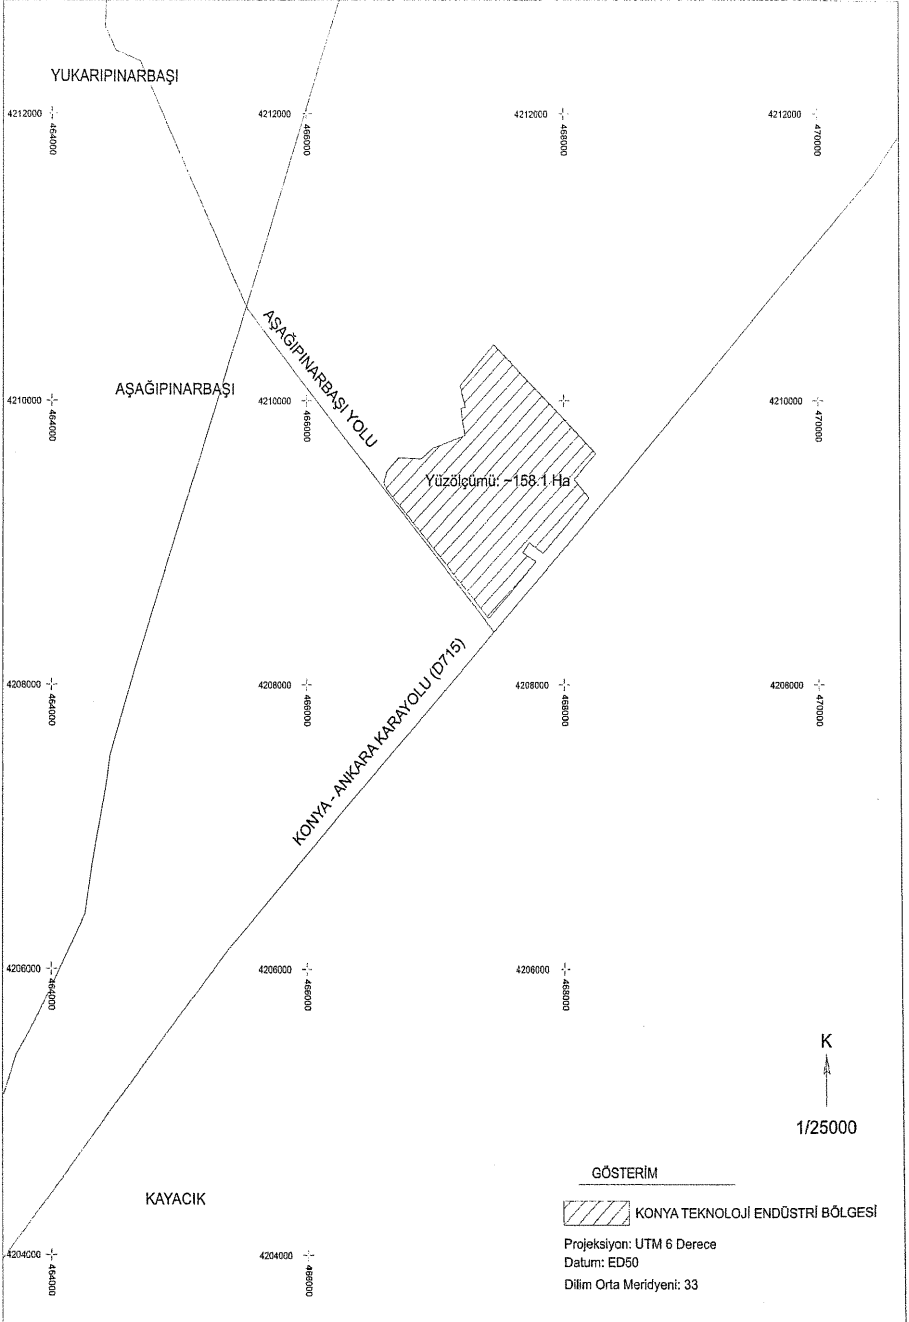 YUKARIPINARBAŞI
4212000
464000
4212000
466000
4212000
468000
4212000
470000
AŞAĞIPINARBAŞI YOLU
AŞAĞIPINARBAŞI
4210000
464000
4210000
466000
4210000
470000
Yüzölçümü: ~158.1 Ha
KONYA - ANKARA KARAYOLU (D715)
4208000
464000
4208000
466000
4208000
468000
4208000
470000
4206000
464000
4206000
466000
4206000
468000
K
1/25000
KAYACIK
GÖSTERİM
KONYA TEKNOLOJİ ENDÜSTRİ BÖLGESİ
Projeksiyon: UTM 6 Derece
Datum: ED50
Dilim Orta Meridyeni: 33
4204000
464000
4204000
466000